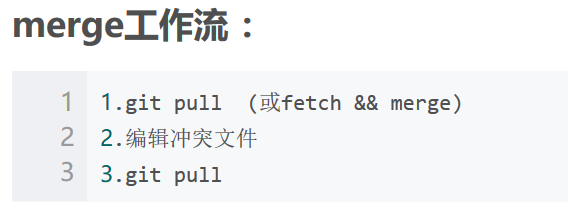 merge工作流：
1 1.git pull  (或fetch && merge)
2 2.编辑冲突文件
3 3.git pull